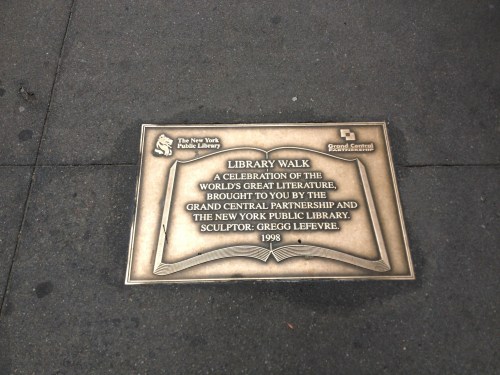 The New York
Public Library
Grand Central
PARTNERSHIP
LIBRARY WALK
A CELEBRATION OF THE
WORLD'S GREAT LITERATURE,
BROUGHT TO YOU BY THE
GRAND CENTRAL PARTNERSHIP AND
THE NEW YORK PUBLIC LIBRARY.
SCULPTOR: GREGG LEFEVRE.
1998